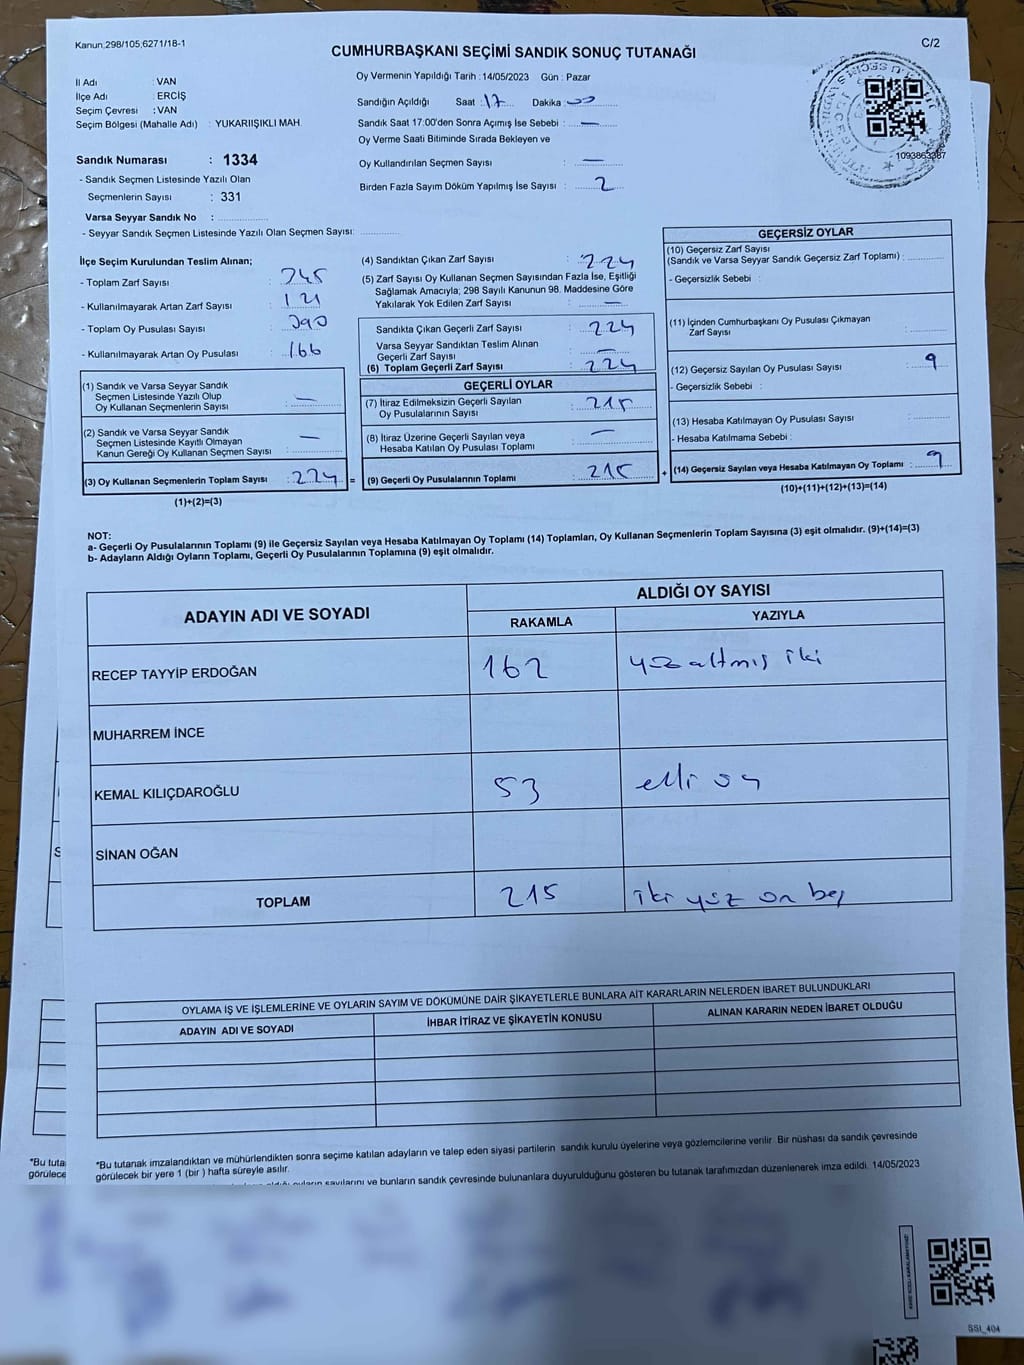 Kanun;298/105,6271/18-1
C/2
CUMHURBAŞKANI SEÇİMİ SANDIK SONUÇ TUTANAĞI
İl Adı : VAN
İlçe Adı : ERCİŞ
Seçim Çevresi : VAN
Seçim Bölgesi (Mahalle Adı) : YUKARIIŞIKLI MAH.
Sandık Numarası : 1334
- Sandık Seçmen Listesinde Yazılı Olan
Seçmenlerin Sayısı : 331
Varsa Seyyar Sandık No :
- Seyyar Sandık Seçmen Listesinde Yazılı Olan Seçmen Sayısı:
Oy Vermenin Yapıldığı Tarih : 14/05/2023 Gün : Pazar
Sandığın Açıldığı Saat : 17 Dakika : 00
Sandık Saat 17:00'den Sonra Açımış İse Sebebi : —
Oy Verme Saati Bitiminde Sırada Bekleyen ve
Oy Kullandırılan Seçmen Sayısı : —
Birden Fazla Sayım Döküm Yapılmış İse Sayısı : 2
1093863387
İlçe Seçim Kurulundan Teslim Alınan;
- Toplam Zarf Sayısı : 345
- Kullanılmayarak Artan Zarf Sayısı : 121
- Toplam Oy Pusulası Sayısı : 390
- Kullanılmayarak Artan Oy Pusulası : 166
(1) Sandık ve Varsa Seyyar Sandık
Seçmen Listesinde Yazılı Olup
Oy Kullanan Seçmenlerin Sayısı : —
(2) Sandık ve Varsa Seyyar Sandık
Seçmen Listesinde Kayıtlı Olmayan
Kanun Gereği Oy Kullanan Seçmen Sayısı : —
(3) Oy Kullanan Seçmenlerin Toplam Sayısı : 224 =
(1)+(2)=(3)
(4) Sandıktan Çıkan Zarf Sayısı : 224
(5) Zarf Sayısı Oy Kullanan Seçmen Sayısından Fazla İse, Eşitliği
Sağlamak Amacıyla; 298 Sayılı Kanunun 98. Maddesine Göre
Yakılarak Yok Edilen Zarf Sayısı : —
Sandıkta Çıkan Geçerli Zarf Sayısı : 224
Varsa Seyyar Sandıktan Teslim Alınan
Geçerli Zarf Sayısı : —
(6) Toplam Geçerli Zarf Sayısı : 224
GEÇERLİ OYLAR
(7) İtiraz Edilmeksizin Geçerli Sayılan
Oy Pusulalarının Sayısı : 215
(8) İtiraz Üzerine Geçerli Sayılan veya
Hesaba Katılan Oy Pusulası Toplamı : —
(9) Geçerli Oy Pusulalarının Toplamı : 215 +
GEÇERSİZ OYLAR
(10) Geçersiz Zarf Sayısı
(Sandık ve Varsa Seyyar Sandık Geçersiz Zarf Toplamı) :
- Geçersizlik Sebebi :
(11) İçinden Cumhurbaşkanı Oy Pusulası Çıkmayan
Zarf Sayısı :
(12) Geçersiz Sayılan Oy Pusulası Sayısı : 9
- Geçersizlik Sebebi :
(13) Hesaba Katılmayan Oy Pusulası Sayısı :
- Hesaba Katılmama Sebebi :
(14) Geçersiz Sayılan veya Hesaba Katılmayan Oy Toplamı : 9
(10)+(11)+(12)+(13)=(14)
NOT:
a- Geçerli Oy Pusulalarının Toplamı (9) ile Geçersiz Sayılan veya Hesaba Katılmayan Oy Toplamı (14) Toplamları, Oy Kullanan Seçmenlerin Toplam Sayısına (3) eşit olmalıdır. (9)+(14)=(3)
b- Adayların Aldığı Oyların Toplamı, Geçerli Oy Pusulalarının Toplamına (9) eşit olmalıdır.
ADAYIN ADI VE SOYADI ALDIĞI OY SAYISI
RAKAMLA YAZIYLA
RECEP TAYYİP ERDOĞAN 162 yüz altmış iki
MUHARREM İNCE
KEMAL KILIÇDAROĞLU 53 elli
SİNAN OĞAN
TOPLAM 215 iki yüz on beş
OYLAMA İŞ VE İŞLEMLERİNE VE OYLARIN SAYIM VE DÖKÜMÜNE DAİR ŞİKAYETLERLE BUNLARA AİT KARARLARIN NELERDEN İBARET BULUNDUKLARI
ADAYIN ADI VE SOYADI İHBAR İTİRAZ VE ŞİKAYETİN KONUSU ALINAN KARARIN NEDEN İBARET OLDUĞU
*Bu tuta
görülece
*Bu tutanak imzalandıktan ve mühürlendikten sonra seçime katılan adayların ve talep eden siyasi partilerin sandık kurulu üyelerine veya gözlemcilerine verilir. Bir nüshası da sandık çevresinde
görülecek bir yere 1 (bir ) hafta süreyle asılır.
sayılarını ve bunların sandık çevresinde bulunanlara duyurulduğunu gösteren bu tutanak tarafımızdan düzenlenerek imza edildi. 14/05/2023
SSI_404